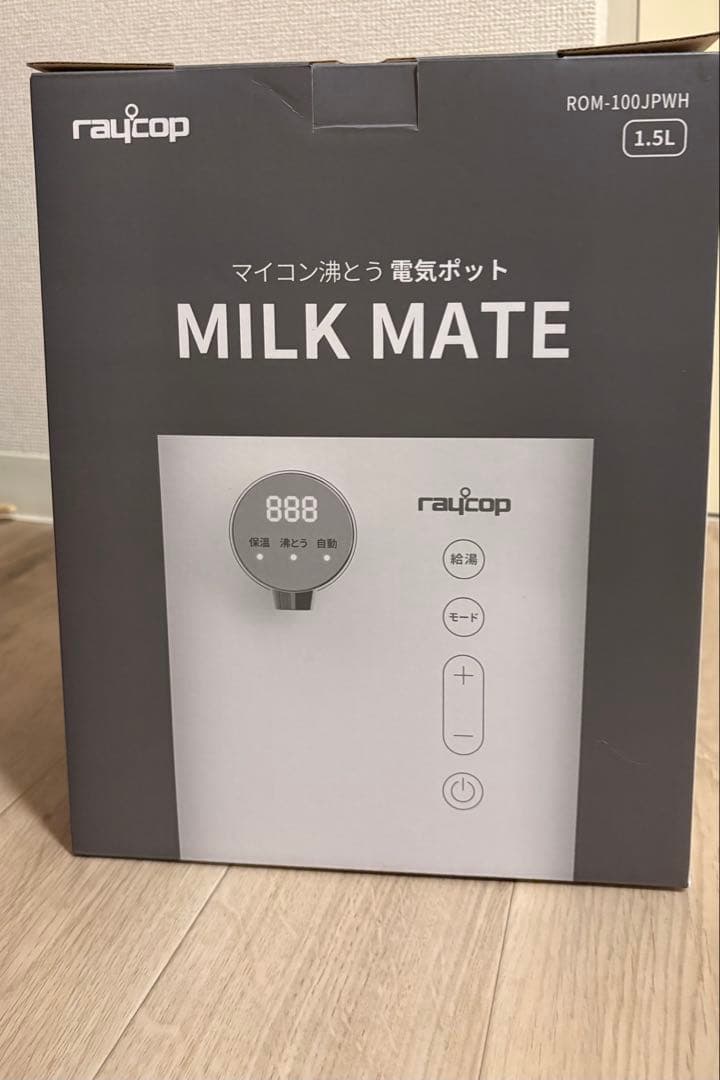 raycop
ROM-100JPWH
1.5L
マイコン沸とう 電気ポット
MILK MATE
888
保温 沸とう 自動
raycop
給湯
モード
+
−